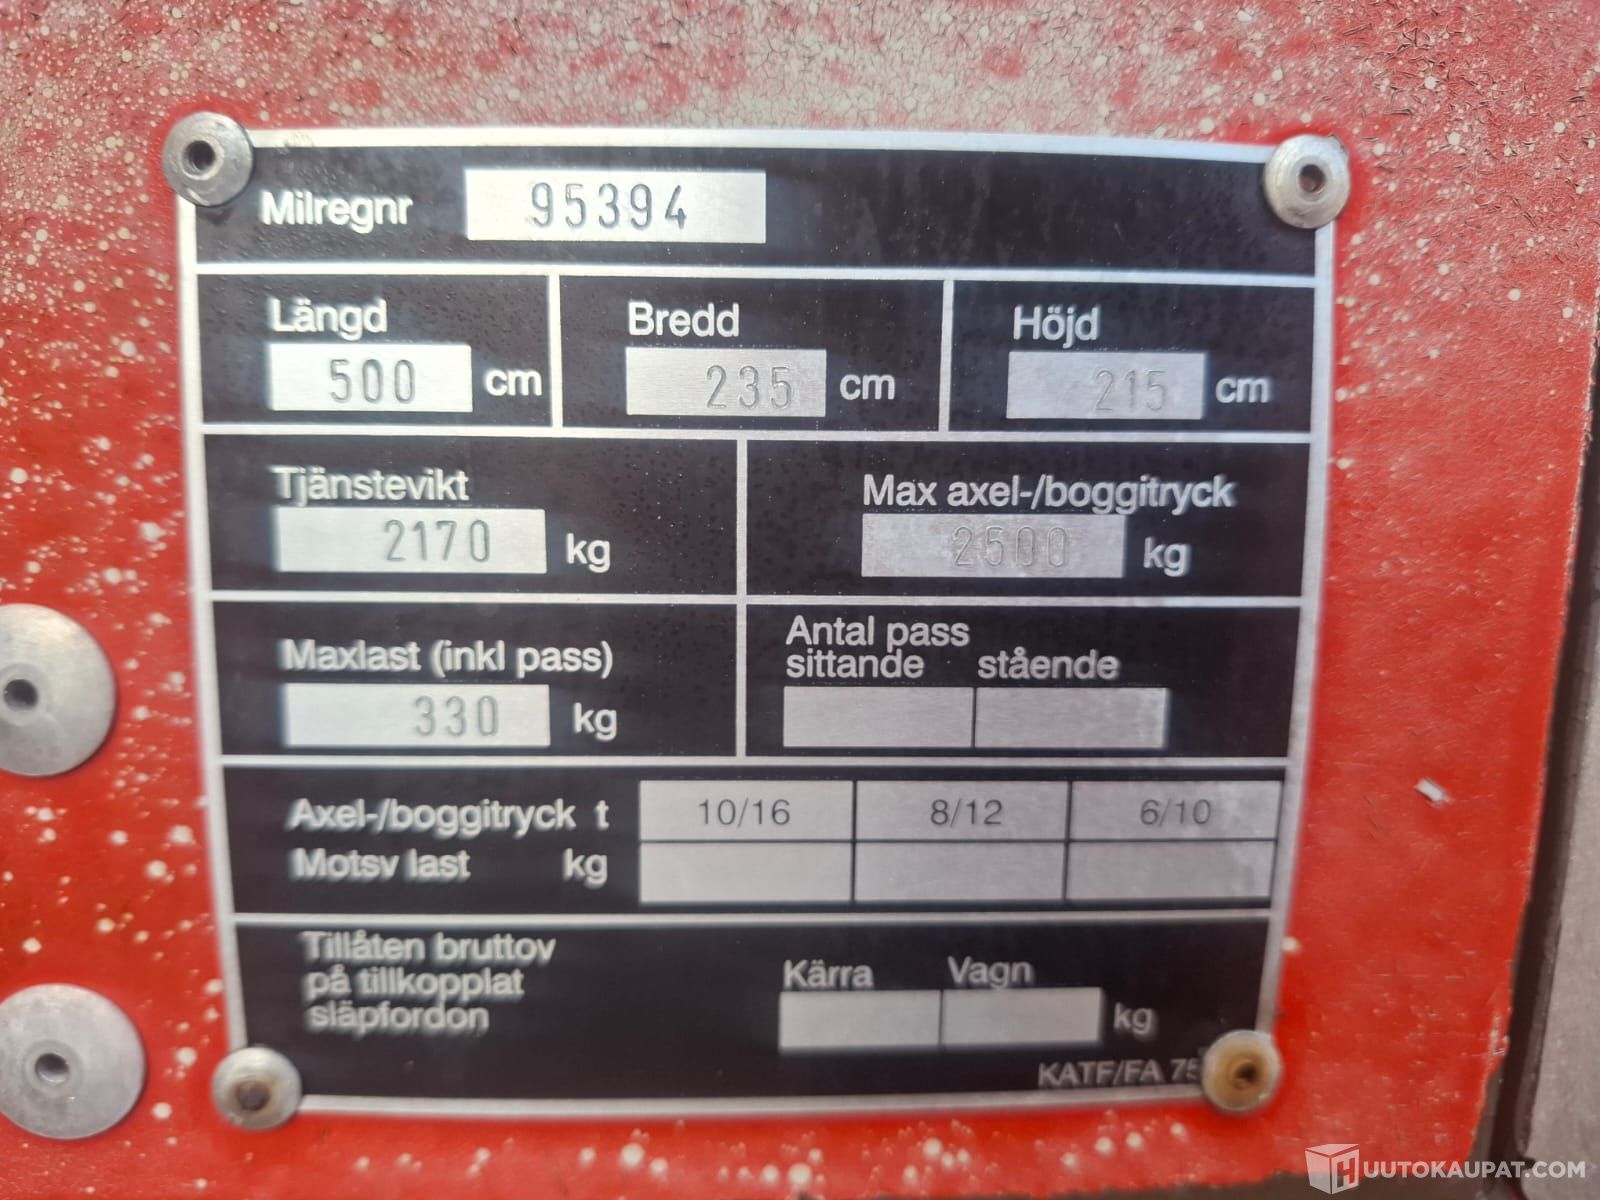 Milregnr 95394
Längd Bredd Höjd
500 cm 235 cm 215 cm
Tjänstevikt Max axel-/boggitryck
2170 kg 2500 kg
Maxlast (inkl pass) Antal pass
sittande stående
330 kg
Axel-/boggitryck t 10/16 8/12 6/10
Motsv last kg
Tillåten bruttov
på tillkopplat
släpfordon
Kärra Vagn
kg
KATF/FA 75
HUUTOKAUPAT.COM